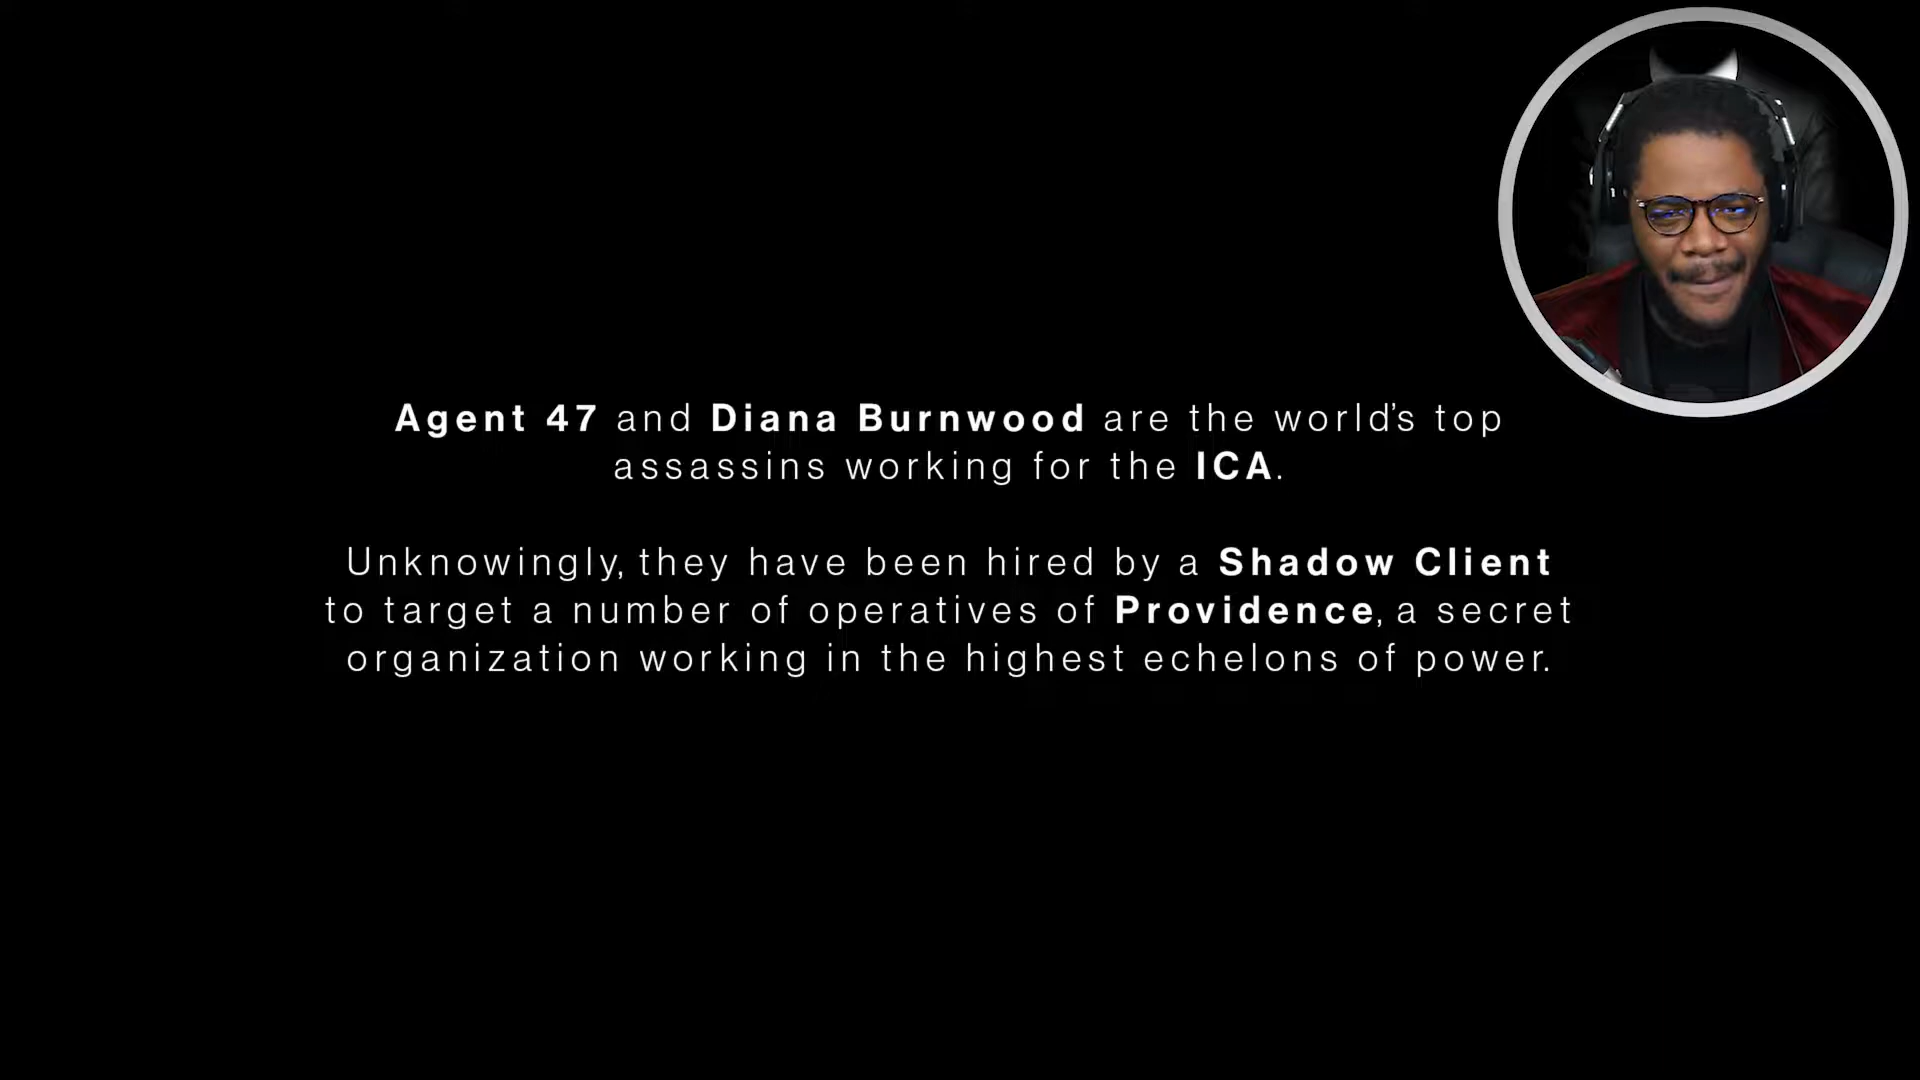 Agent 47 and Diana Burnwood are the world's top
assassins working for the ICA.
Unknowingly, they have been hired by a Shadow Client
to target a number of operatives of Providence, a secret
organization working in the highest echelons of power.